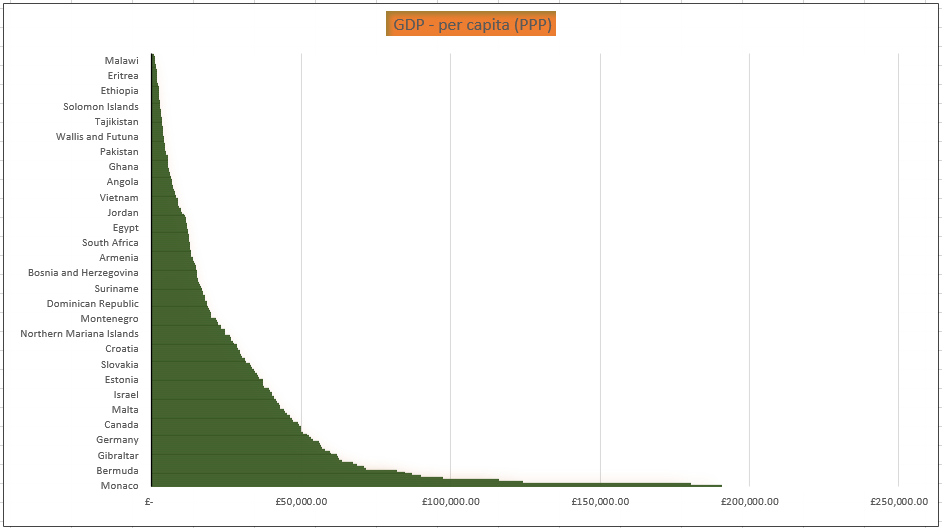 GDP - per capita (PPP)
Malawi
Eritrea
Ethiopia
Solomon Islands
Tajikistan
Wallis and Futuna
Pakistan
Ghana
Angola
Vietnam
Jordan
Egypt
South Africa
Armenia
Bosnia and Herzegovina
Suriname
Dominican Republic
Montenegro
Northern Mariana Islands
Croatia
Slovakia
Estonia
Israel
Malta
Canada
Germany
Gibraltar
Bermuda
Monaco
£- £50,000.00 £100,000.00 £150,000.00 £200,000.00 £250,000.00